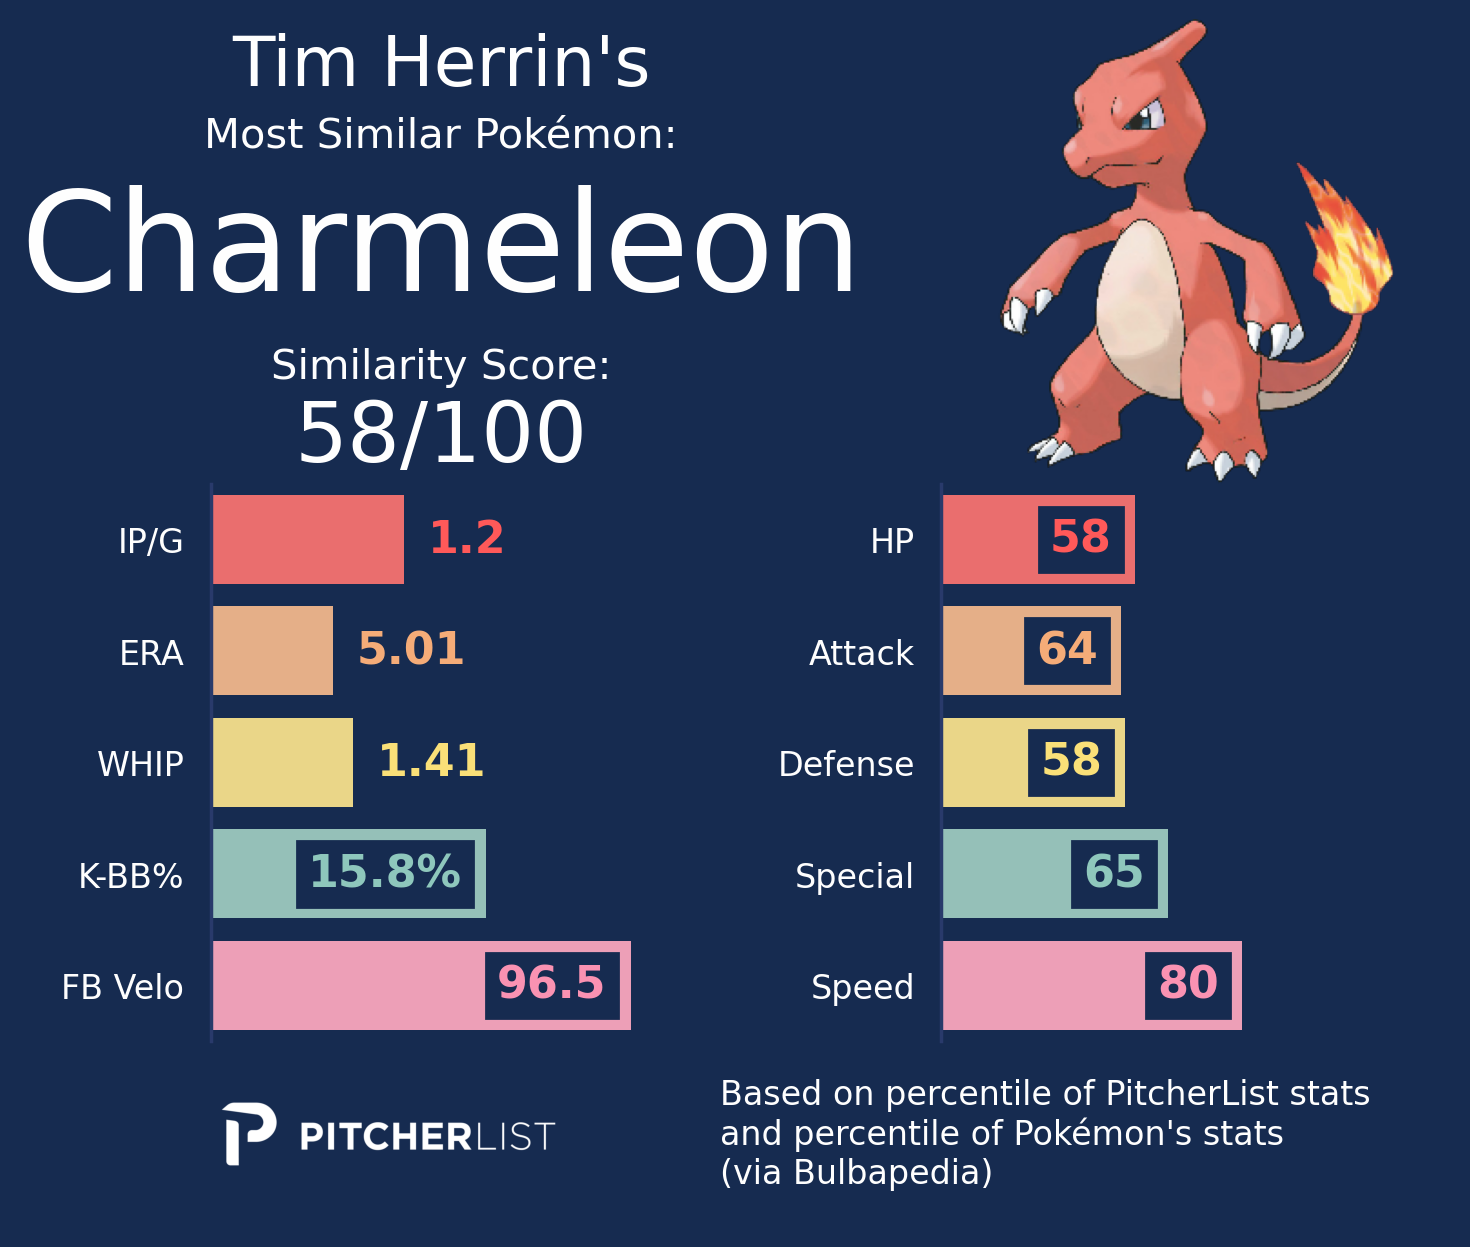 Tim Herrin's
Most Similar Pokémon:
Charmeleon
Similarity Score:
58/100
IP/G 1.2
ERA 5.01
WHIP 1.41
K-BB% 15.8%
FB Velo 96.5
HP 58
Attack 64
Defense 58
Special 65
Speed 80
PITCHERLIST
Based on percentile of PitcherList stats
and percentile of Pokémon's stats
(via Bulbapedia)